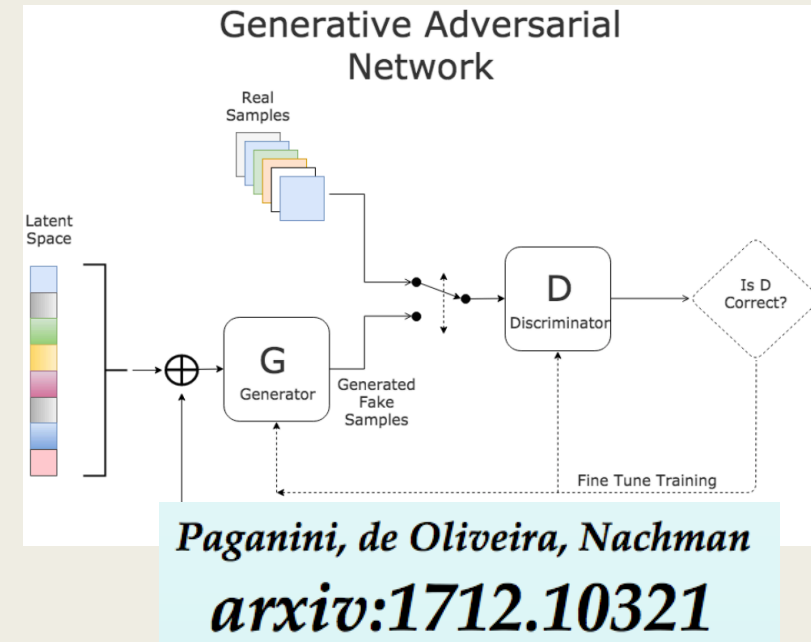 Generative Adversarial
Network
Real
Samples
Latent
Space
G
Generator
Generated
Fake
Samples
D
Discriminator
Is D
Correct?
Fine Tune Training
Paganini, de Oliveira, Nachman
arxiv:1712.10321